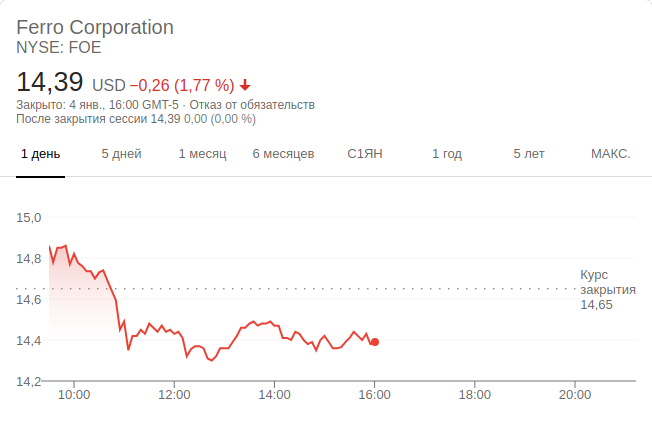 Ferro Corporation
NYSE: FOE
14,39 USD −0,26 (1,77 %)
Закрыто: 4 янв., 16:00 GMT-5 · Отказ от обязательств
После закрытия сессии 14,39 0,00 (0,00 %)
1 день 5 дней 1 месяц 6 месяцев С1ЯН 1 год 5 лет МАКС.
15,0
14,8
Курс
закрытия
14,65
14,6
14,4
14,2
10:00 12:00 14:00 16:00 18:00 20:00